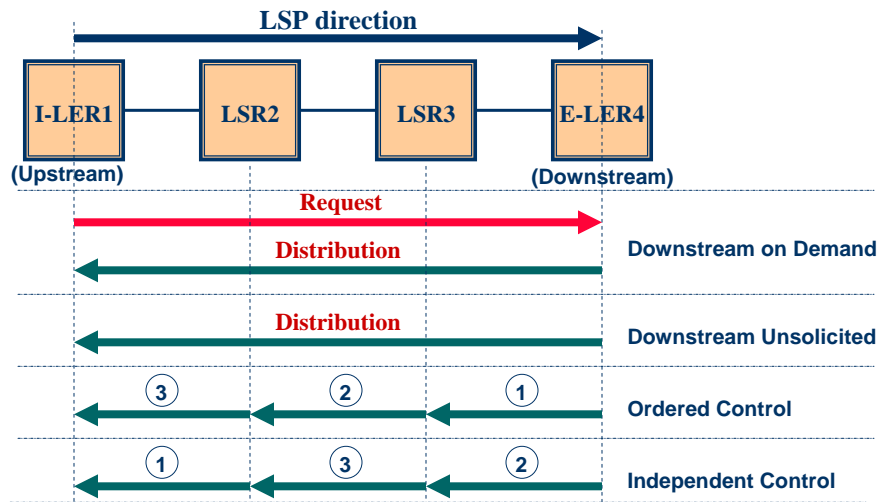 LSP direction
I-LER1
LSR2
LSR3
E-LER4
(Upstream)
(Downstream)
Request
Distribution
Downstream on Demand
Distribution
Downstream Unsolicited
3
2
1
Ordered Control
1
3
2
Independent Control